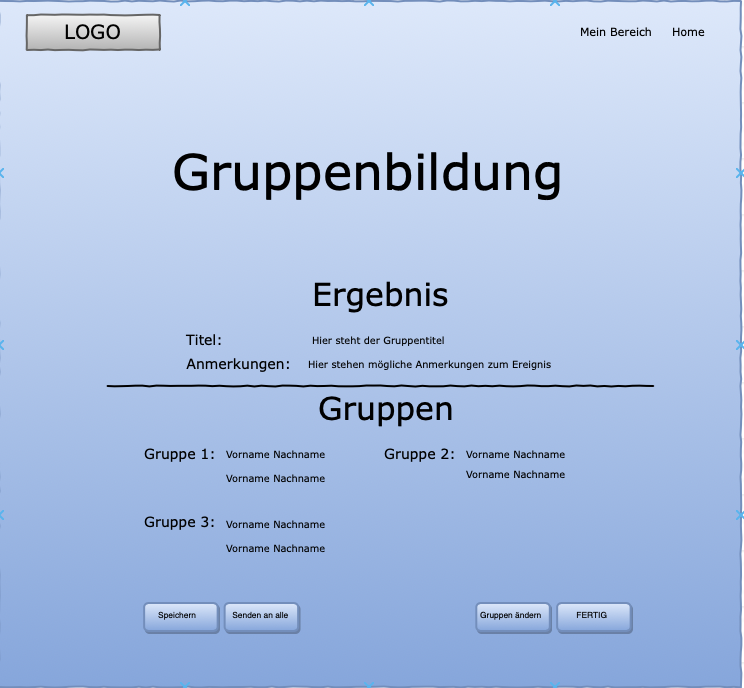 LOGO
Mein Bereich Home
Gruppenbildung
Ergebnis
Titel: Hier steht der Gruppentitel
Anmerkungen: Hier stehen mögliche Anmerkungen zum Ereignis
Gruppen
Gruppe 1: Vorname Nachname Gruppe 2: Vorname Nachname
Vorname Nachname Vorname Nachname
Gruppe 3: Vorname Nachname
Vorname Nachname
Speichern Senden an alle Gruppen ändern FERTIG